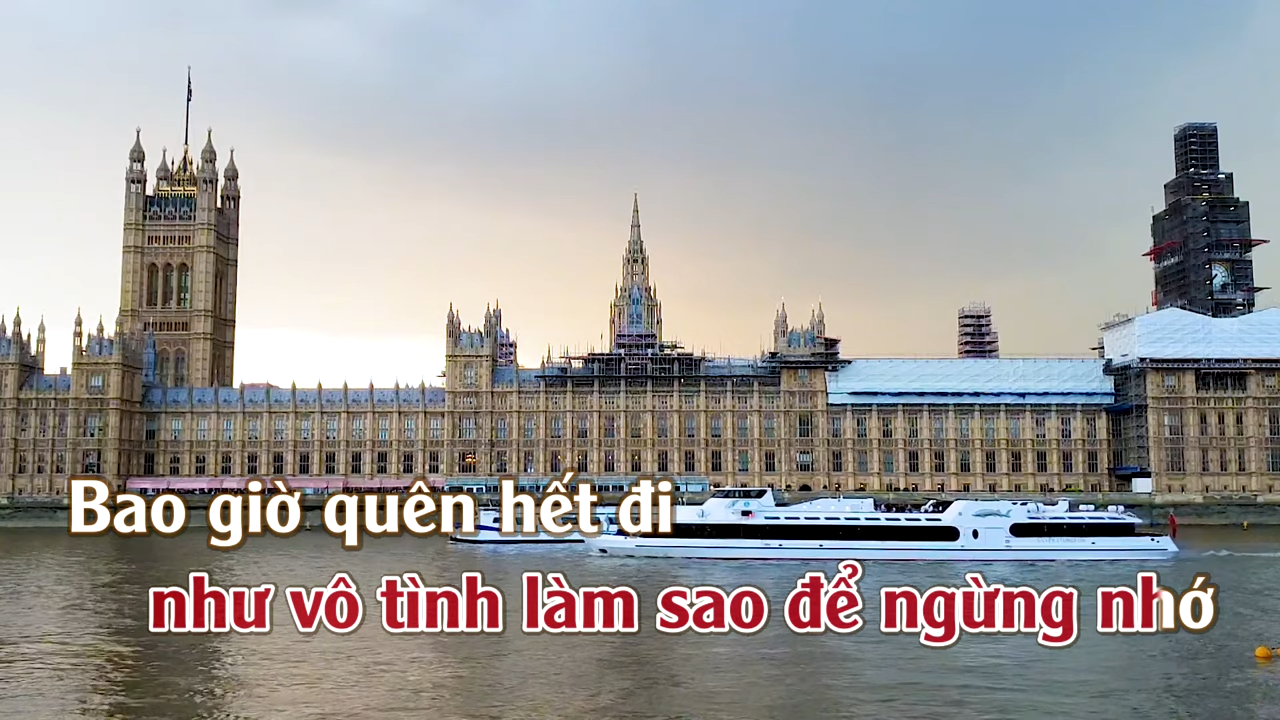 Bao giờ quên hết đi
như vô tình làm sao để ngừng nhớ